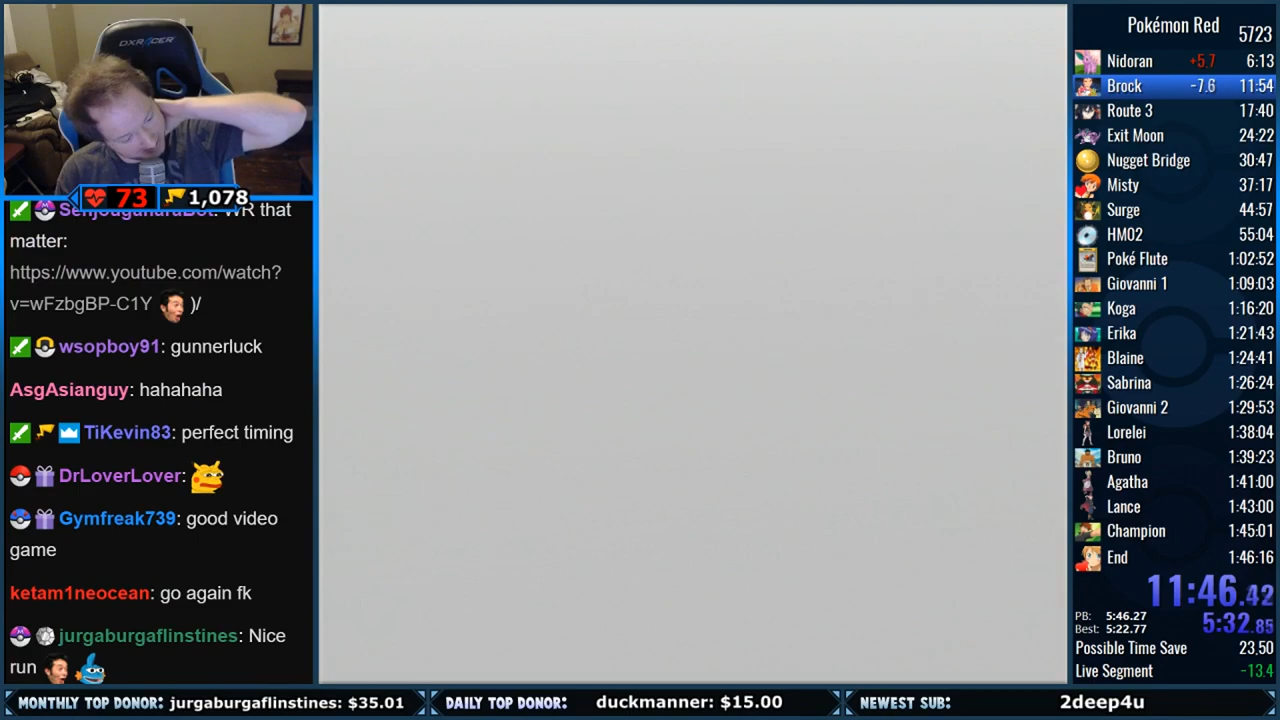 DXRACER
73
1,078
SenjougaharaBot: WR that
matter:
https://www.youtube.com/watch?
v=wFzbgBP-C1Y )/
wsopboy91: gunnerluck
AsgAsianguy: hahahaha
TiKevin83: perfect timing
DrLoverLover:
Gymfreak739: good video
game
ketam1neocean: go again fk
jurgaburgaflinstines: Nice
run
Pokémon Red 5723
Nidoran +5.7 6:13
Brock -7.6 11:54
Route 3 17:40
Exit Moon 24:22
Nugget Bridge 30:47
Misty 37:17
Surge 44:57
HM02 55:04
Poké Flute 1:02:52
Giovanni 1 1:09:03
Koga 1:16:20
Erika 1:21:43
Blaine 1:24:41
Sabrina 1:26:24
Giovanni 2 1:29:53
Lorelei 1:38:04
Bruno 1:39:23
Agatha 1:41:00
Lance 1:43:00
Champion 1:45:01
End 1:46:16
11:46.42
PB: 5:46.27
Best: 5:22.77
5:32.85
Possible Time Save 23.50
Live Segment -13.4
MONTHLY TOP DONOR: jurgaburgaflinstines: $35.01
DAILY TOP DONOR: duckmanner: $15.00
NEWEST SUB: 2deep4u